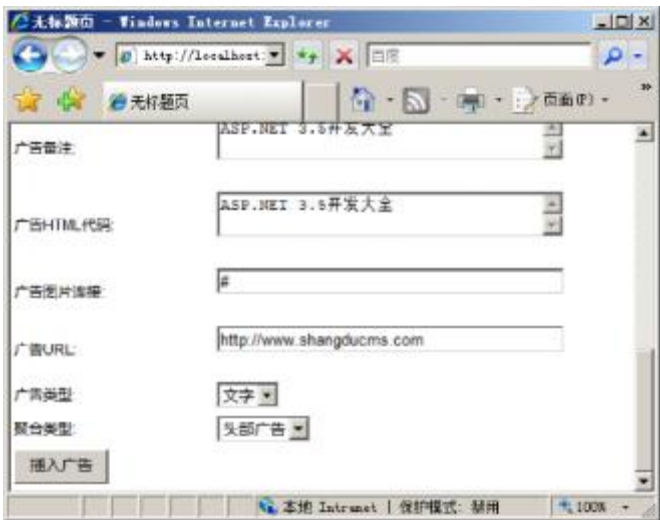 无标题页 - Windows Internet Explorer
http://localhost:
百度
无标题页
页面(P)
广告备注:
ASP.NET 3.5开发大全
广告HTML代码:
ASP.NET 3.5开发大全
广告图片连接:
#
广告URL:
http://www.shangducms.com
广告类型:
文字
聚合类型:
头部广告
插入广告
本地 Intranet | 保护模式: 禁用
100%